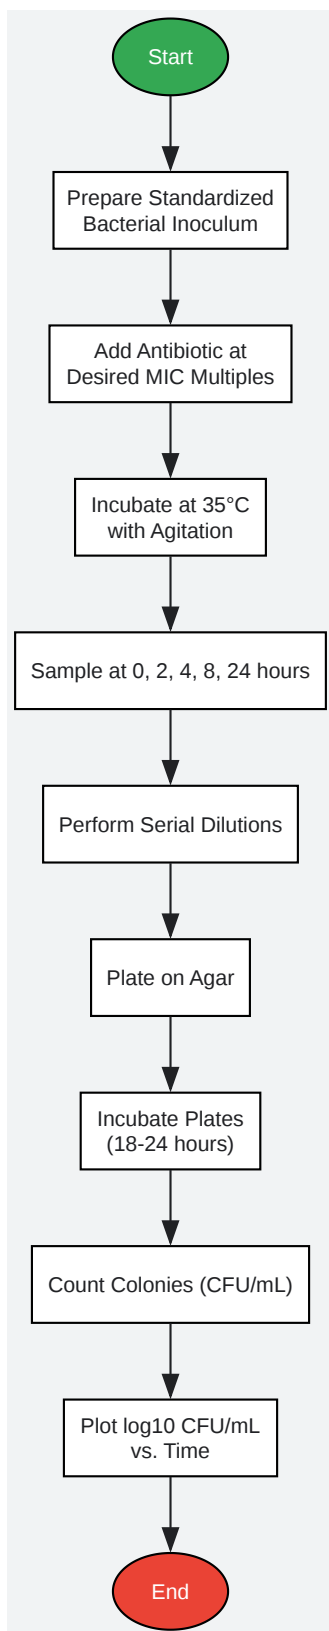 Start
Prepare Standardized
Bacterial Inoculum
Add Antibiotic at
Desired MIC Multiples
Incubate at 35°C
with Agitation
Sample at 0, 2, 4, 8, 24 hours
Perform Serial Dilutions
Plate on Agar
Incubate Plates
(18-24 hours)
Count Colonies (CFU/mL)
Plot log10 CFU/mL
vs. Time
End